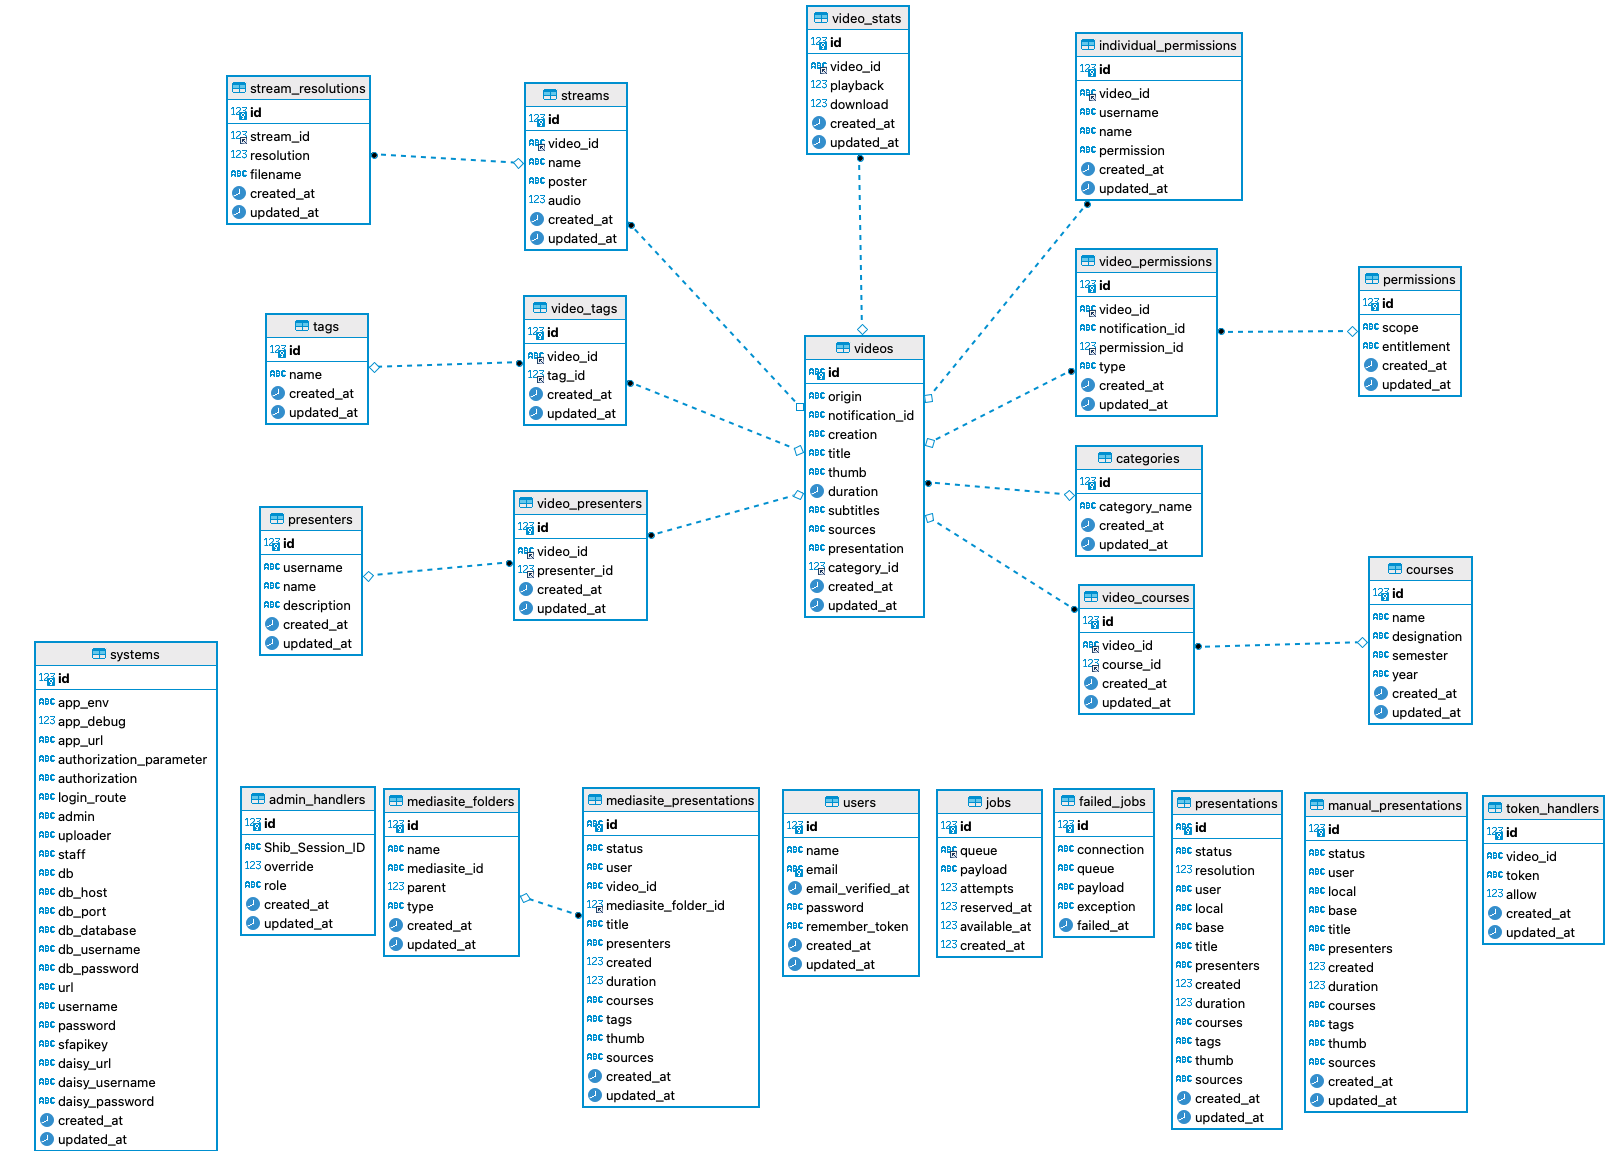 video_stats
id
video_id
playback
download
created_at
updated_at
individual_permissions
id
video_id
username
name
permission
created_at
updated_at
stream_resolutions
id
stream_id
resolution
filename
created_at
updated_at
streams
id
video_id
name
poster
audio
created_at
updated_at
video_permissions
id
video_id
notification_id
permission_id
type
created_at
updated_at
permissions
id
scope
entitlement
created_at
updated_at
tags
id
name
created_at
updated_at
video_tags
id
video_id
tag_id
created_at
updated_at
videos
id
origin
notification_id
creation
title
thumb
duration
subtitles
sources
presentation
category_id
created_at
updated_at
categories
id
category_name
created_at
updated_at
presenters
id
username
name
description
created_at
updated_at
video_presenters
id
video_id
presenter_id
created_at
updated_at
video_courses
id
video_id
course_id
created_at
updated_at
courses
id
name
designation
semester
year
created_at
updated_at
systems
id
app_env
app_debug
app_url
authorization_parameter
authorization
login_route
admin
uploader
staff
db
db_host
db_port
db_database
db_username
db_password
url
username
password
sfapikey
daisy_url
daisy_username
daisy_password
created_at
updated_at
admin_handlers
id
Shib_Session_ID
override
role
created_at
updated_at
mediasite_folders
id
name
mediasite_id
parent
type
created_at
updated_at
mediasite_presentations
id
status
user
video_id
mediasite_folder_id
title
presenters
created
duration
courses
tags
thumb
sources
created_at
updated_at
users
id
name
email
email_verified_at
password
remember_token
created_at
updated_at
jobs
id
queue
payload
attempts
reserved_at
available_at
created_at
failed_jobs
id
connection
queue
payload
exception
failed_at
presentations
id
status
resolution
user
local
base
title
presenters
created
duration
courses
tags
thumb
sources
created_at
updated_at
manual_presentations
id
status
user
local
base
title
presenters
created
duration
courses
tags
thumb
sources
created_at
updated_at
token_handlers
id
video_id
token
allow
created_at
updated_at